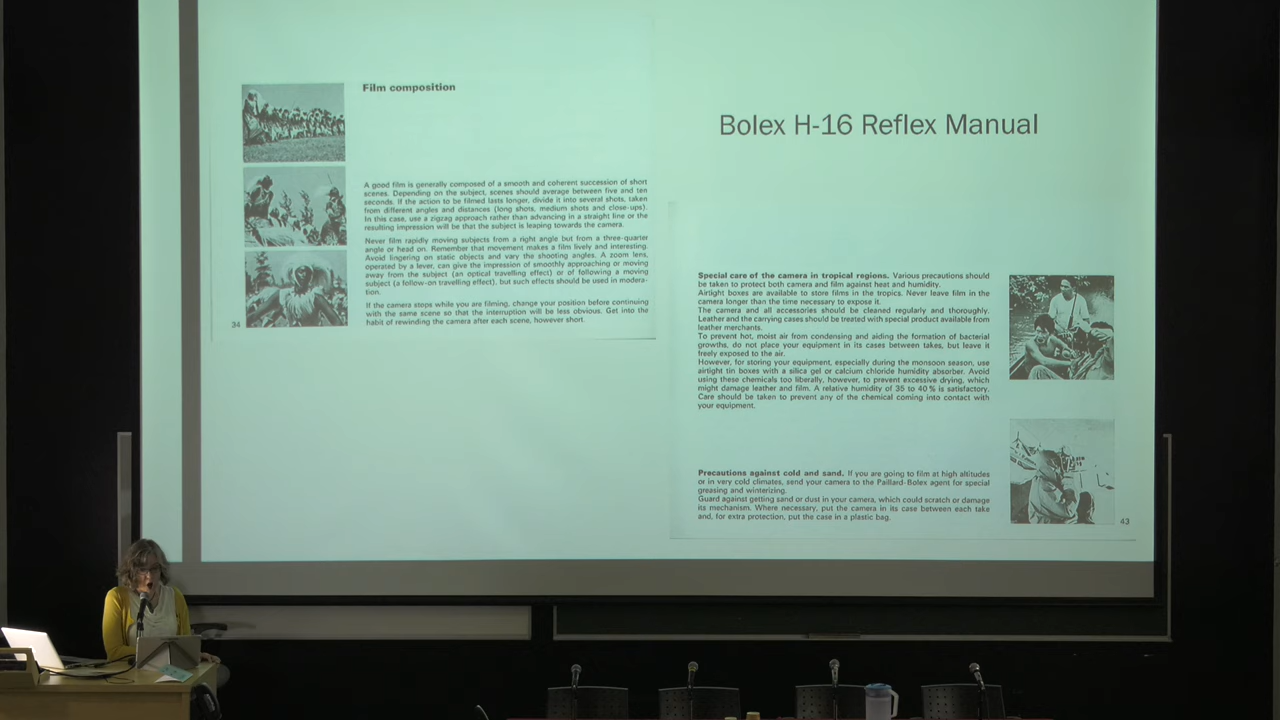 Film composition
A good film is generally composed of a smooth and coherent succession of short
scenes. Depending on the subject, scenes should average between five and ten
seconds. If the action to be filmed lasts longer, divide it into several shots, taken
from different angles and distances (long shots, medium shots and close-ups).
In this case, use a zigzag approach rather than advancing in a straight line or the
resulting impression will be that the subject is leaping towards the camera.
Never film rapidly moving subjects from a right angle but from a three-quarter
angle or head on. Remember that movement makes a film lively and interesting.
Avoid lingering on static objects and vary the shooting angles. A zoom lens,
operated by a lever, can give the impression of smoothly approaching or moving
away from the subject (an optical travelling effect) or of following a moving
subject (a follow-on travelling effect), but such effects should be used in modera-
tion.
If the camera stops while you are filming, change your position before continuing
with the same scene so that the interruption will be less obvious. Get into the
habit of rewinding the camera after each scene, however short.
34
Bolex H-16 Reflex Manual
Special care of the camera in tropical regions. Various precautions should
be taken to protect both camera and film against heat and humidity.
Airtight boxes are available to store films in the tropics. Never leave film in the
camera longer than the time necessary to expose it.
The camera and all accessories should be cleaned regularly and thoroughly.
Leather and the carrying cases should be treated with special product available from
leather merchants.
To prevent hot, moist air from condensing and aiding the formation of bacterial
growths, do not place your equipment in its cases between takes, but leave it
freely exposed to the air.
However, for storing your equipment, especially during the monsoon season, use
airtight tin boxes with a silica gel or calcium chloride humidity absorber. Avoid
using these chemicals too liberally, however, to prevent excessive drying, which
might damage leather and film. A relative humidity of 35 to 40 % is satisfactory.
Care should be taken to prevent any of the chemical coming into contact with
your equipment.
Precautions against cold and sand. If you are going to film at high altitudes
or in very cold climates, send your camera to the Paillard-Bolex agent for special
greasing and winterizing.
Guard against getting sand or dust in your camera, which could scratch or damage
its mechanism. Where necessary, put the camera in its case between each take
and, for extra protection, put the case in a plastic bag.
43